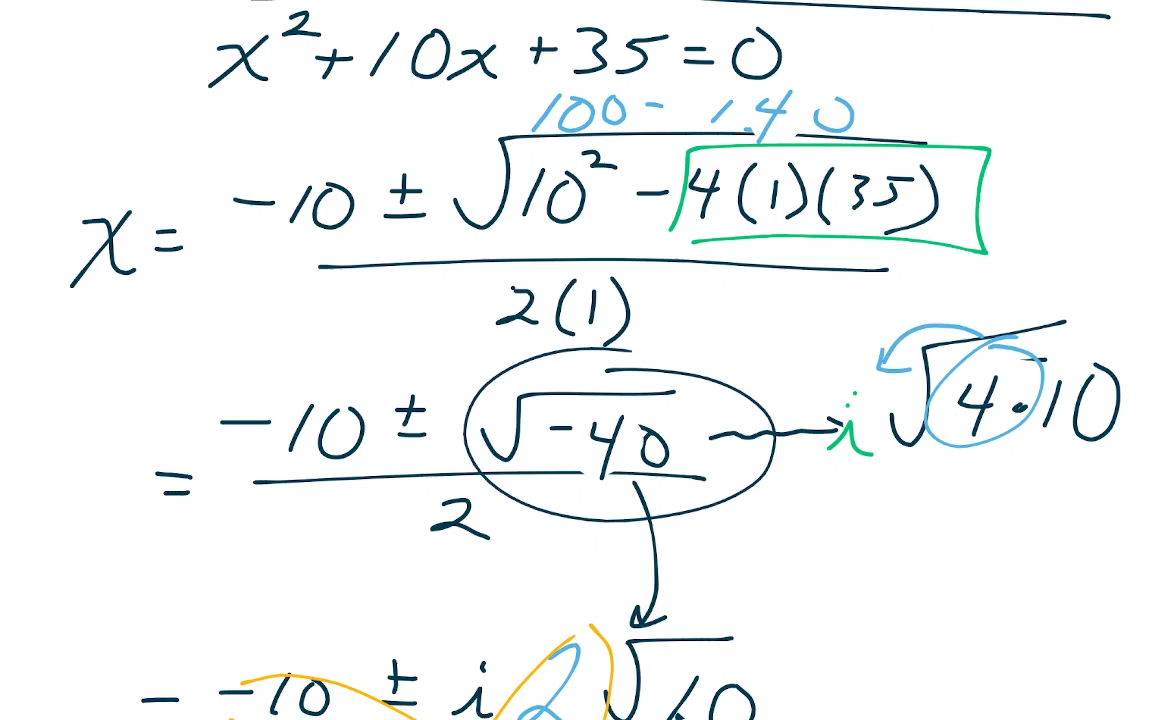 x² + 10x + 35 = 0
100 - 140
x = -10 ± √10² - 4(1)(35)
2(1)
= -10 ± √-40 → i √4·10
2
- -10 ± i 2 √10